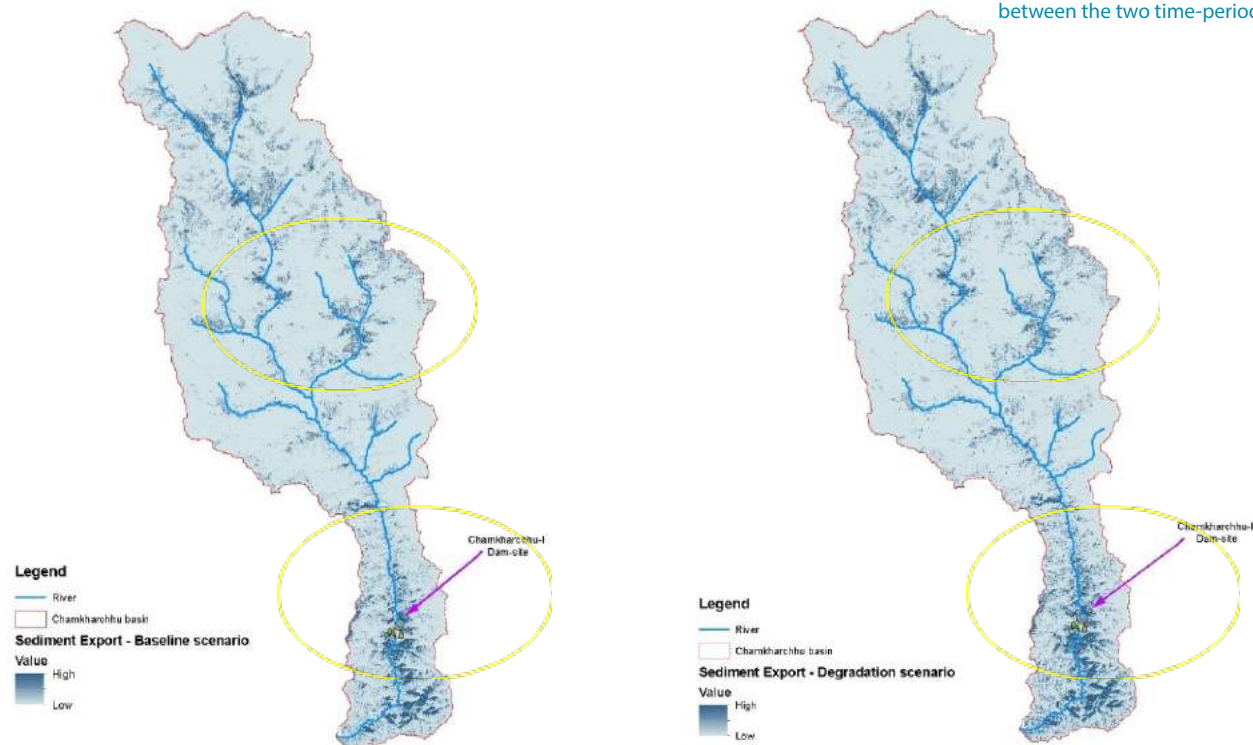 between the two time-period
Chamkharchhu-I
Dam-site
Legend
River
Chamkharchhu basin
Sediment Export - Baseline scenario
Value
High
Low
Chamkharchhu-I
Dam-site
Legend
River
Chamkharchhu basin
Sediment Export - Degradation scenario
Value
High
Low